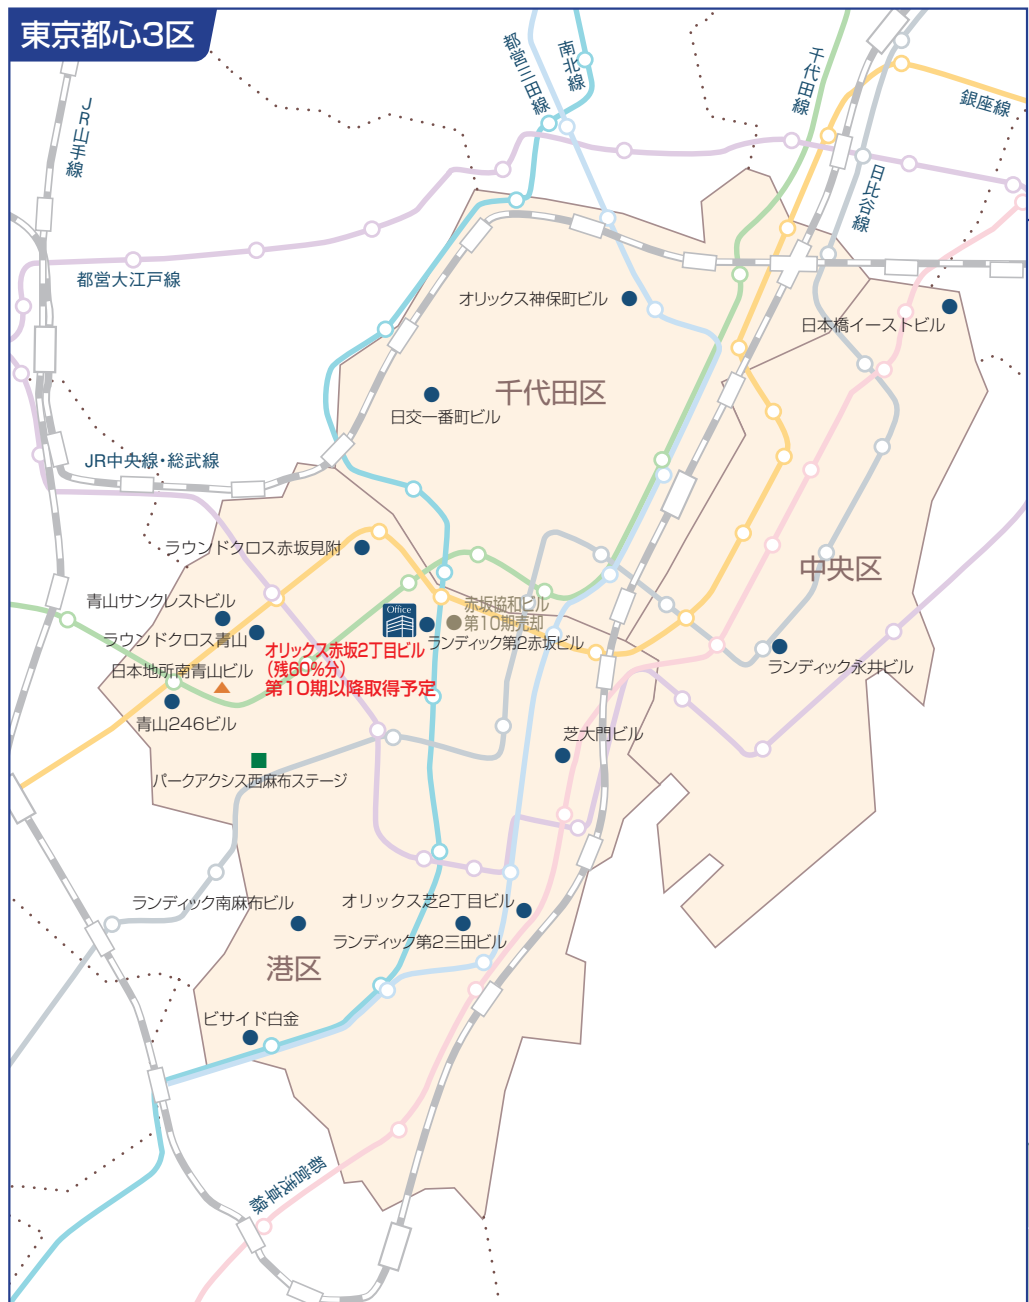 東京都心3区
都営三田線
南北線
千代田線
銀座線
JR山手線
日比谷線
都営大江戸線
オリックス神保町ビル
日本橋イーストビル
千代田区
日交一番町ビル
JR中央線・総武線
ラウンドクロス赤坂見附
中央区
青山サンクレストビル
Office
赤坂協和ビル
第10期売却
ラウンドクロス青山
オリックス赤坂2丁目ビル
(残60%分)
第10期以降取得予定
ランディック第2赤坂ビル
日本地所南青山ビル
ランディック永井ビル
青山246ビル
芝大門ビル
パークアクシス西麻布ステージ
ランディック南麻布ビル
オリックス芝2丁目ビル
ランディック第2三田ビル
港区
ビサイド白金
都営浅草線